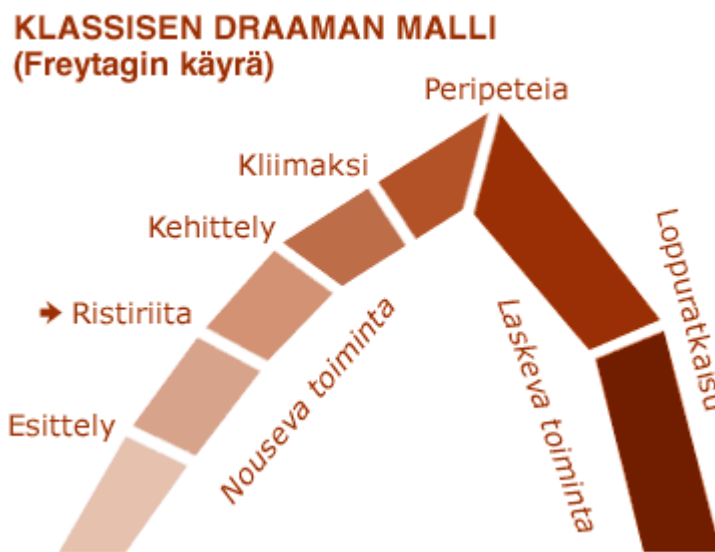 KLASSISEN DRAAMAN MALLI
(Freytagin käyrä)
Peripeteia
Kliimaksi
Kehittely
Ristiriita
Esittely
Nouseva toiminta
Laskeva toiminta
Loppuratkaisu